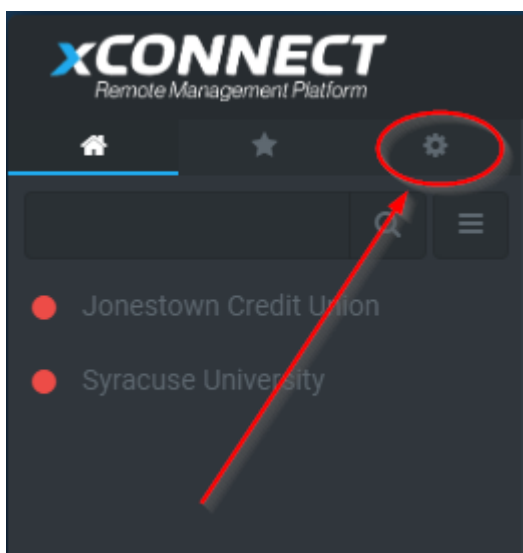 xCONNECT
Remote Management Platform
Jonestown Credit Union
Syracuse University